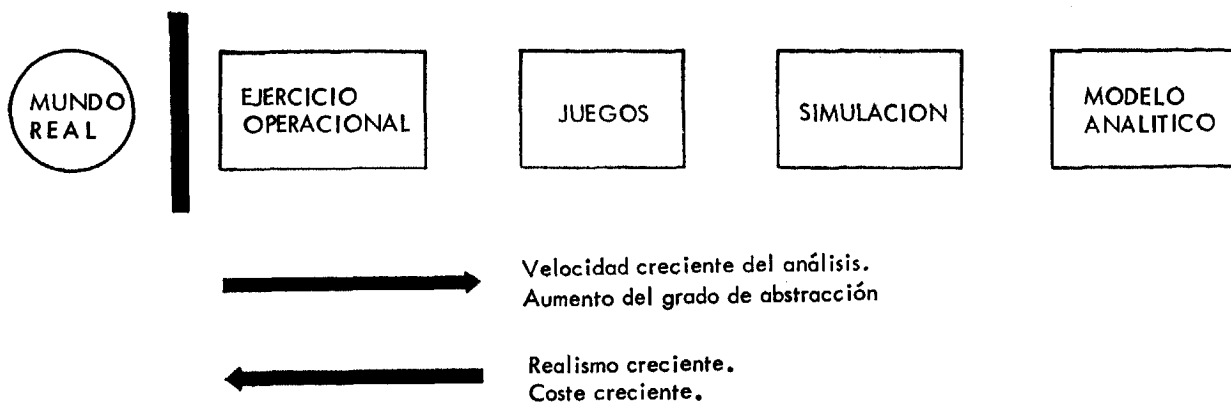 MUNDO
REAL
EJERCICIO
OPERACIONAL
JUEGOS
SIMULACION
MODELO
ANALITICO
Velocidad creciente del análisis.
Aumento del grado de abstracción
Realismo creciente.
Coste creciente.